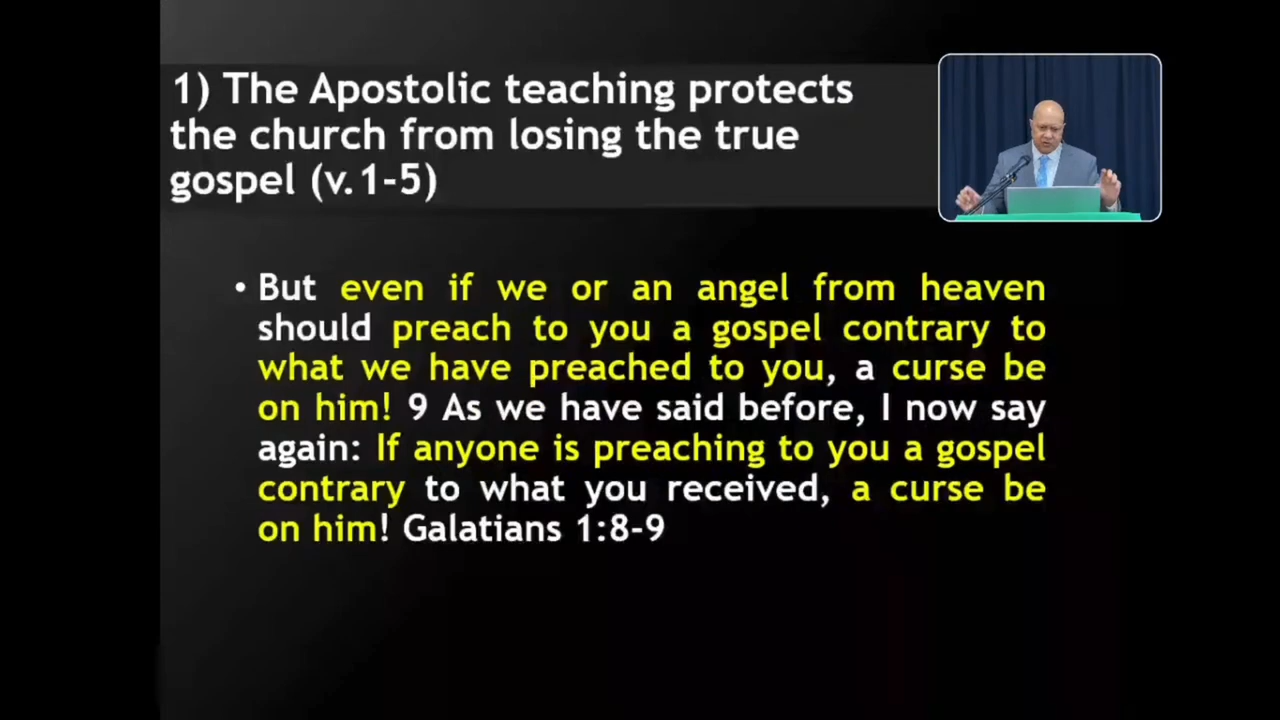 1) The Apostolic teaching protects
the church from losing the true
gospel (v.1-5)
• But even if we or an angel from heaven
should preach to you a gospel contrary to
what we have preached to you, a curse be
on him! 9 As we have said before, I now say
again: If anyone is preaching to you a gospel
contrary to what you received, a curse be
on him! Galatians 1:8-9